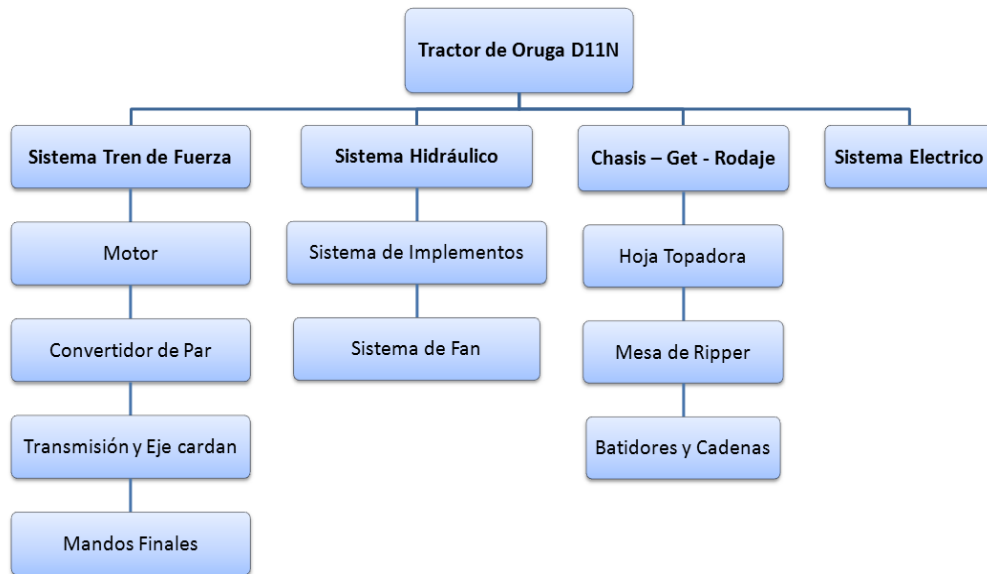 Tractor de Oruga D11N
Sistema Tren de Fuerza
Sistema Hidráulico
Chasis – Get - Rodaje
Sistema Electrico
Motor
Sistema de Implementos
Hoja Topadora
Convertidor de Par
Sistema de Fan
Mesa de Ripper
Transmisión y Eje cardan
Batidores y Cadenas
Mandos Finales